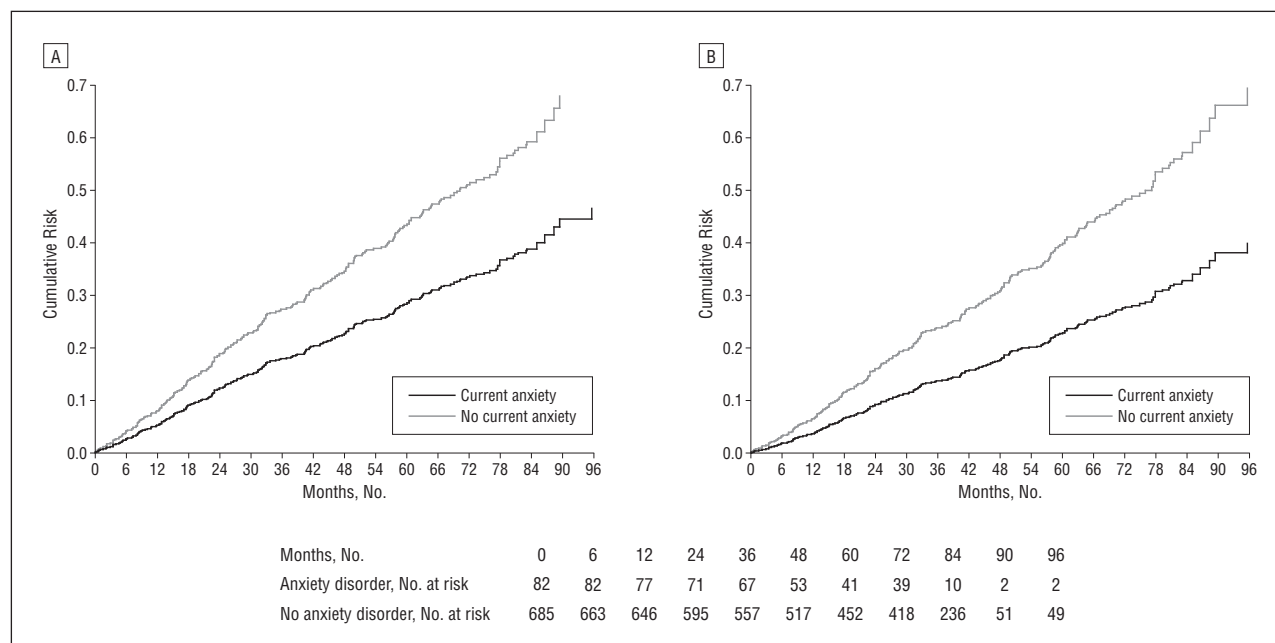 A
0.7
0.6
0.5
0.4
0.3
0.2
0.1
0.0
Cumulative Risk
0 6 12 18 24 30 36 42 48 54 60 66 72 78 84 90 96
Months, No.
Current anxiety
No current anxiety
B
0.7
0.6
0.5
0.4
0.3
0.2
0.1
0.0
Cumulative Risk
0 6 12 18 24 30 36 42 48 54 60 66 72 78 84 90 96
Months, No.
Current anxiety
No current anxiety
Months, No. 0 6 12 24 36 48 60 72 84 90 96
Anxiety disorder, No. at risk 82 82 77 71 67 53 41 39 10 2 2
No anxiety disorder, No. at risk 685 663 646 595 557 517 452 418 236 51 49